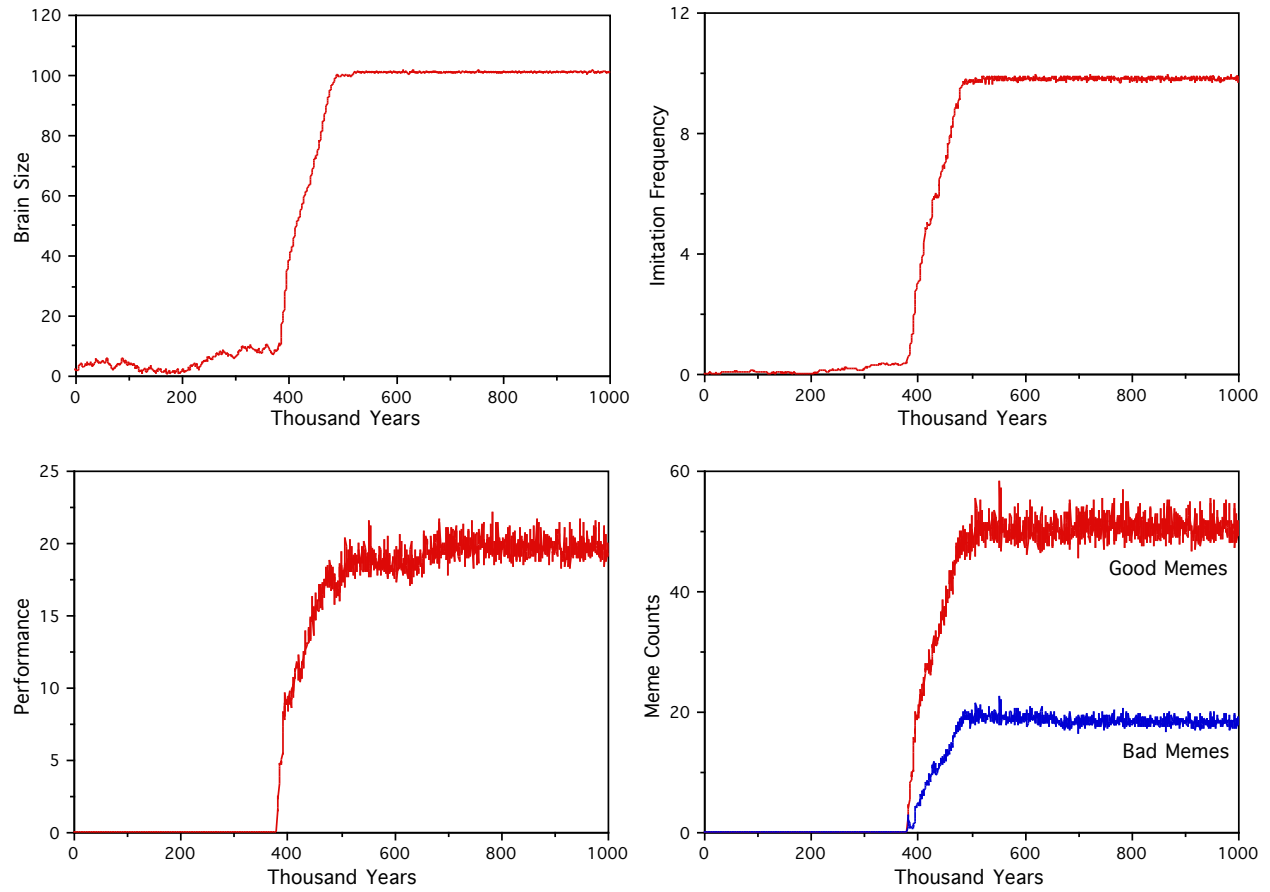 120
100
80
60
40
20
0
Brain Size
0 200 400 600 800 1000
Thousand Years
12
8
4
0
Imitation Frequency
0 200 400 600 800 1000
Thousand Years
25
20
15
10
5
0
Performance
0 200 400 600 800 1000
Thousand Years
60
40
20
0
Meme Counts
Good Memes
Bad Memes
0 200 400 600 800 1000
Thousand Years